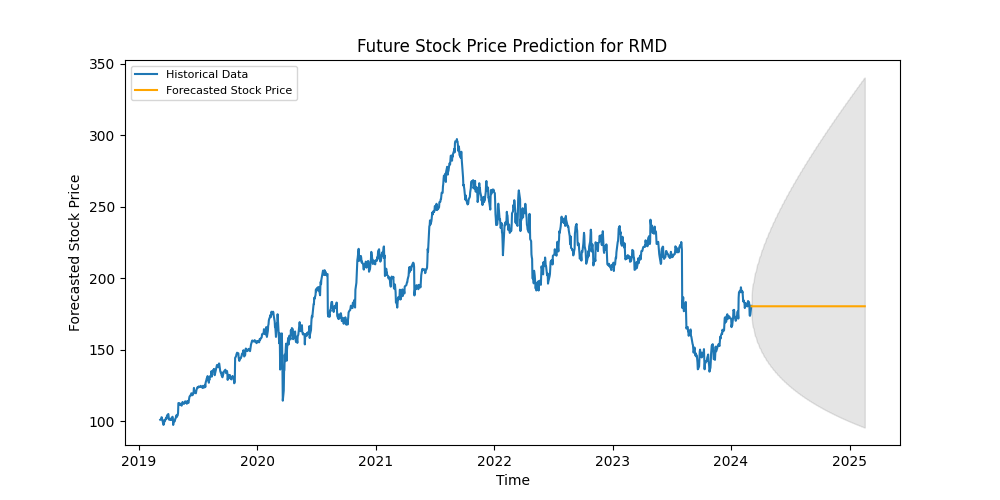 Future Stock Price Prediction for RMD
Historical Data
Forecasted Stock Price
350
300
250
200
150
100
Forecasted Stock Price
2019 2020 2021 2022 2023 2024 2025
Time